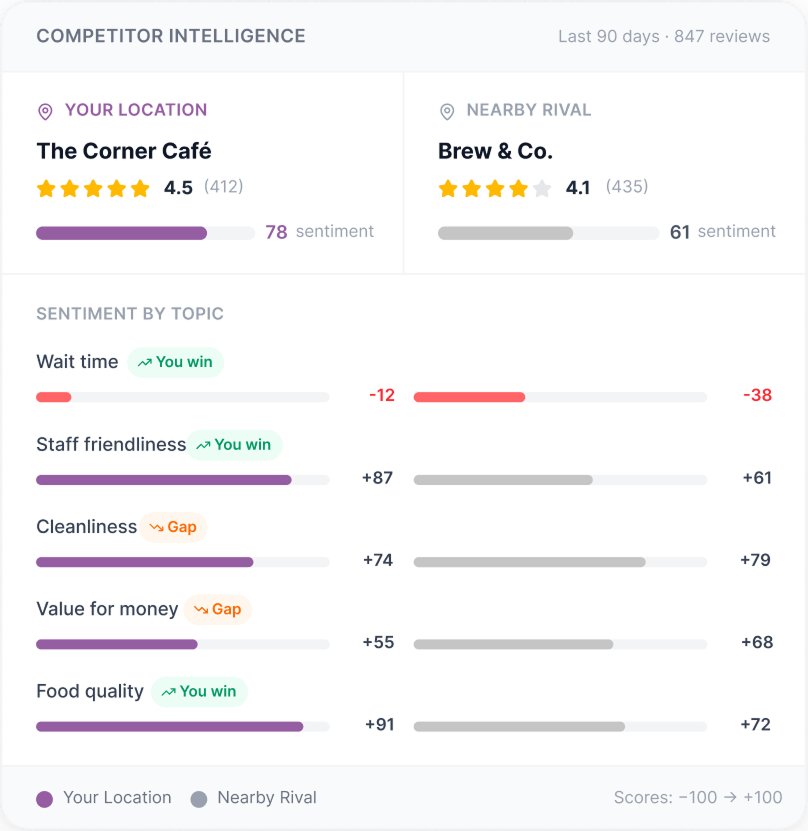 COMPETITOR INTELLIGENCE
Last 90 days · 847 reviews
YOUR LOCATION
The Corner Café
4.5 (412)
78 sentiment
NEARBY RIVAL
Brew & Co.
4.1 (435)
61 sentiment
SENTIMENT BY TOPIC
Wait time You win
-12 -38
Staff friendliness You win
+87 +61
Cleanliness Gap
+74 +79
Value for money Gap
+55 +68
Food quality You win
+91 +72
Your Location Nearby Rival
Scores: −100 → +100